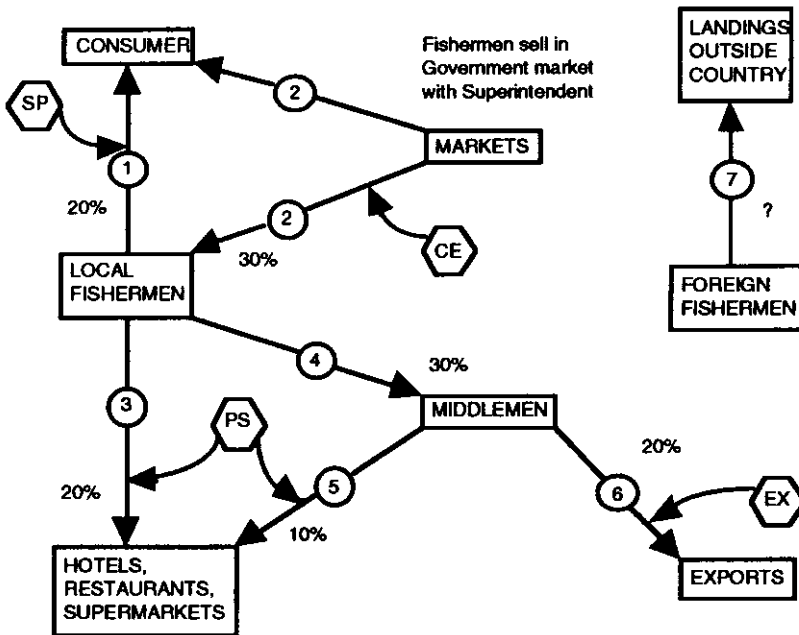 CONSUMER
Fishermen sell in
Government market
with Superintendent
LANDINGS
OUTSIDE
COUNTRY
SP
2
MARKETS
1
7
20%
2
?
30%
CE
LOCAL
FISHERMEN
FOREIGN
FISHERMEN
4
30%
3
MIDDLEMEN
PS
20%
20%
5
6
EX
10%
HOTELS,
RESTAURANTS,
SUPERMARKETS
EXPORTS